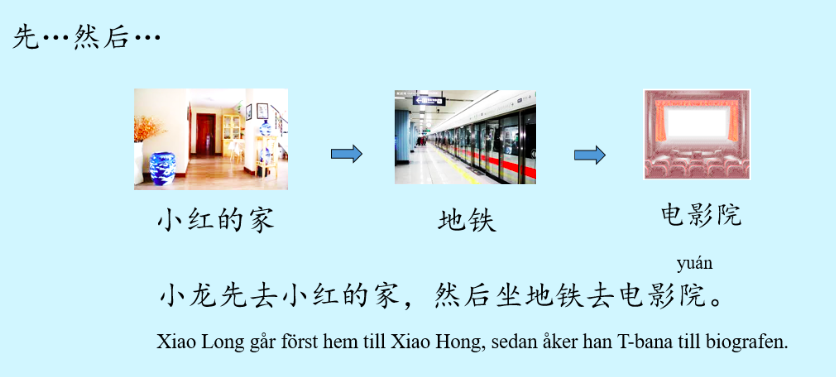 先…然后…
小红的家
地铁
电影院
yuán
小龙先去小红的家，然后坐地铁去电影院。
Xiao Long går först hem till Xiao Hong, sedan åker han T-bana till biografen.